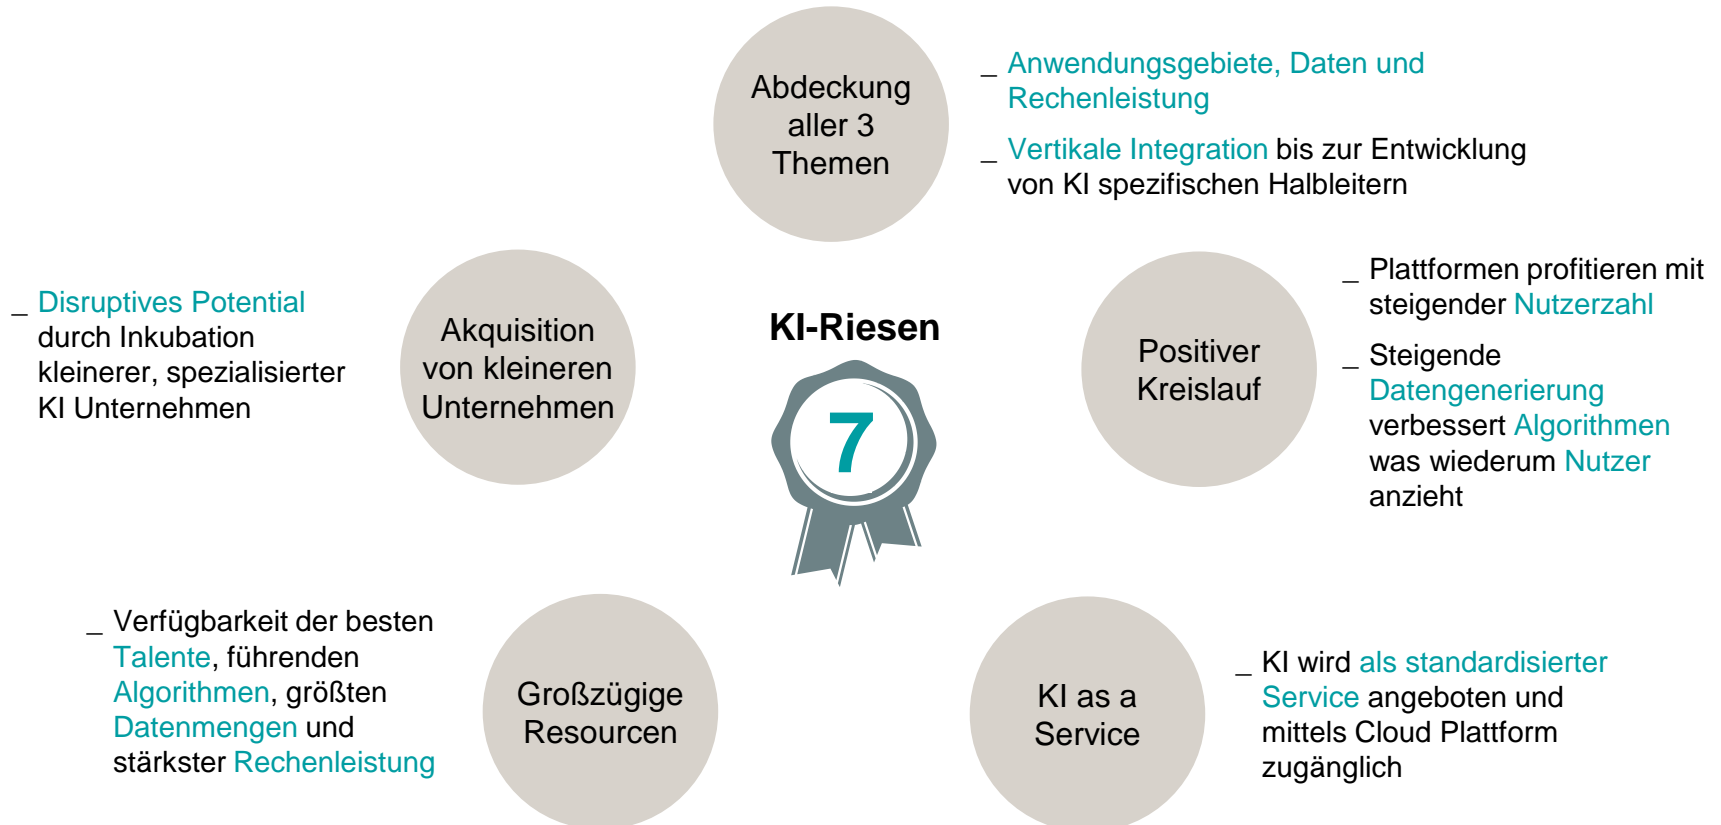 Abdeckung
aller 3
Themen
_ Anwendungsgebiete, Daten und
Rechenleistung
_ Vertikale Integration bis zur Entwicklung
von KI spezifischen Halbleitern
_ Disruptives Potential
durch Inkubation
kleinerer, spezialisierter
KI Unternehmen
Akquisition
von kleineren
Unternehmen
KI-Riesen
7
Positiver
Kreislauf
_ Plattformen profitieren mit
steigender Nutzerzahl
_ Steigende
Datengenerierung
verbessert Algorithmen
was wiederum Nutzer
anzieht
_ Verfügbarkeit der besten
Talente, führenden
Algorithmen, größten
Datenmengen und
stärkster Rechenleistung
Großzügige
Resourcen
KI as a
Service
_ KI wird als standardisierter
Service angeboten und
mittels Cloud Plattform
zugänglich